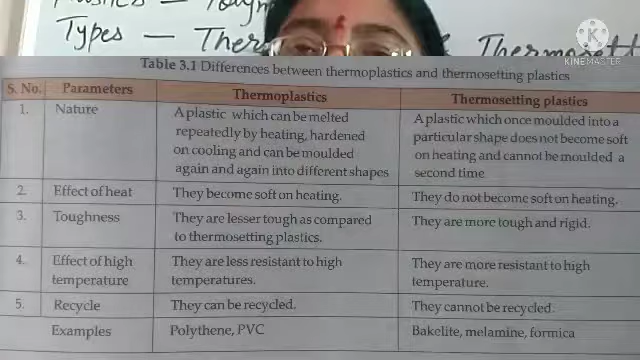 Types — Thermosett
KINEMASTER
Table 3.1 Differences between thermoplastics and thermosetting plastics
S. No. Parameters Thermoplastics Thermosetting plastics
1. Nature A plastic which can be melted repeatedly by heating, hardened on cooling and can be moulded again and again into different shapes A plastic which once moulded into a particular shape does not become soft on heating and cannot be moulded a second time
2. Effect of heat They become soft on heating. They do not become soft on heating.
3. Toughness They are lesser tough as compared to thermosetting plastics. They are more tough and rigid.
4. Effect of high temperature They are less resistant to high temperatures. They are more resistant to high temperature.
5. Recycle They can be recycled. They cannot be recycled.
Examples Polythene, PVC Bakelite, melamine, formica